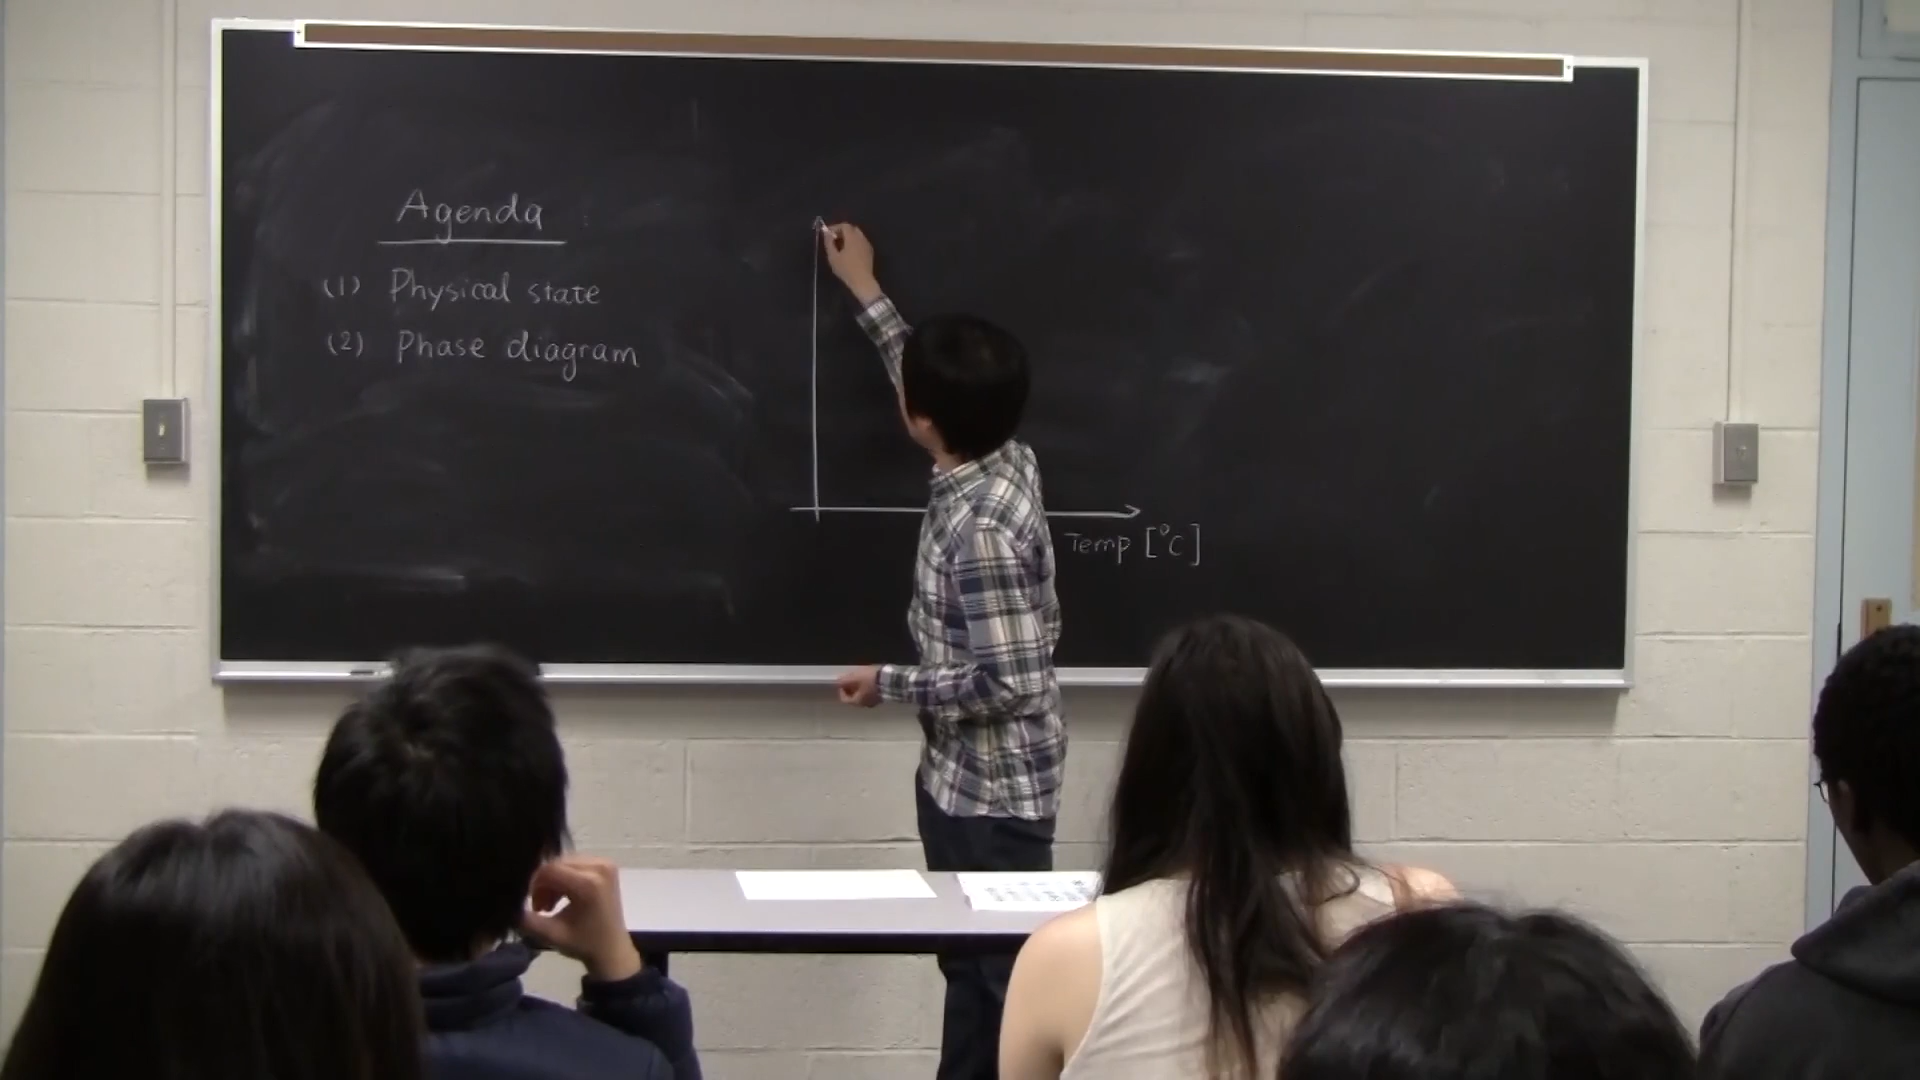 Agenda
(1) Physical state
(2) Phase diagram
Temp [°C]